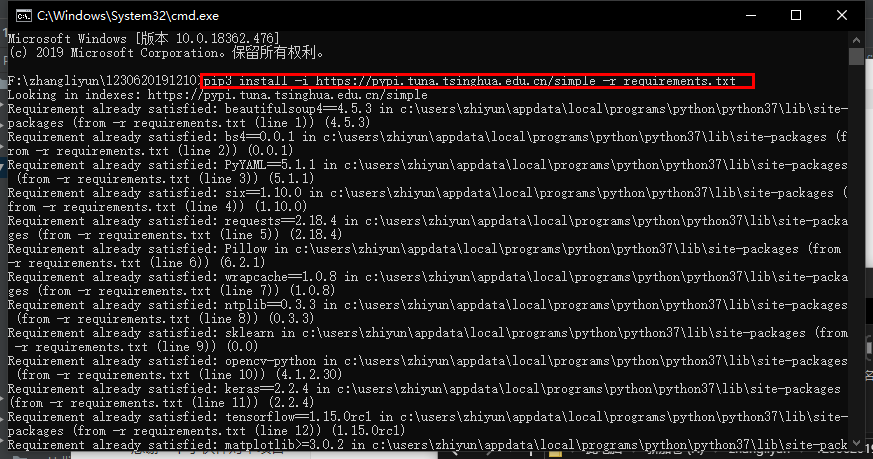 C:\Windows\System32\cmd.exe
Microsoft Windows [版本 10.0.18362.476]
(c) 2019 Microsoft Corporation。保留所有权利。
F:\zhangliyun\1230620191210>pip3 install -i https://pypi.tuna.tsinghua.edu.cn/simple -r requirements.txt
Looking in indexes: https://pypi.tuna.tsinghua.edu.cn/simple
Requirement already satisfied: beautifulsoup4==4.5.3 in c:\users\zhiyun\appdata\local\programs\python\python37\lib\site-
packages (from -r requirements.txt (line 1)) (4.5.3)
Requirement already satisfied: bs4==0.0.1 in c:\users\zhiyun\appdata\local\programs\python\python37\lib\site-packages (f
rom -r requirements.txt (line 2)) (0.0.1)
Requirement already satisfied: PyYAML==5.1.1 in c:\users\zhiyun\appdata\local\programs\python\python37\lib\site-packages
 (from -r requirements.txt (line 3)) (5.1.1)
Requirement already satisfied: six==1.10.0 in c:\users\zhiyun\appdata\local\programs\python\python37\lib\site-packages (
from -r requirements.txt (line 4)) (1.10.0)
Requirement already satisfied: requests==2.18.4 in c:\users\zhiyun\appdata\local\programs\python\python37\lib\site-packa
ges (from -r requirements.txt (line 5)) (2.18.4)
Requirement already satisfied: Pillow in c:\users\zhiyun\appdata\local\programs\python\python37\lib\site-packages (from
-r requirements.txt (line 6)) (6.2.1)
Requirement already satisfied: wrapcache==1.0.8 in c:\users\zhiyun\appdata\local\programs\python\python37\lib\site-packa
ges (from -r requirements.txt (line 7)) (1.0.8)
Requirement already satisfied: ntplib==0.3.3 in c:\users\zhiyun\appdata\local\programs\python\python37\lib\site-packages
 (from -r requirements.txt (line 8)) (0.3.3)
Requirement already satisfied: sklearn in c:\users\zhiyun\appdata\local\programs\python\python37\lib\site-packages (from
 -r requirements.txt (line 9)) (0.0)
Requirement already satisfied: opencv-python in c:\users\zhiyun\appdata\local\programs\python\python37\lib\site-packages
 (from -r requirements.txt (line 10)) (4.1.2.30)
Requirement already satisfied: keras==2.2.4 in c:\users\zhiyun\appdata\local\programs\python\python37\lib\site-packages
(from -r requirements.txt (line 11)) (2.2.4)
Requirement already satisfied: tensorflow==1.15.0rc1 in c:\users\zhiyun\appdata\local\programs\python\python37\lib\site-
packages (from -r requirements.txt (line 12)) (1.15.0rc1)
Requirement already satisfied: matplotlib>=3.0.2 in c:\users\zhiyun\appdata\local\programs\python\python37\lib\site-pack